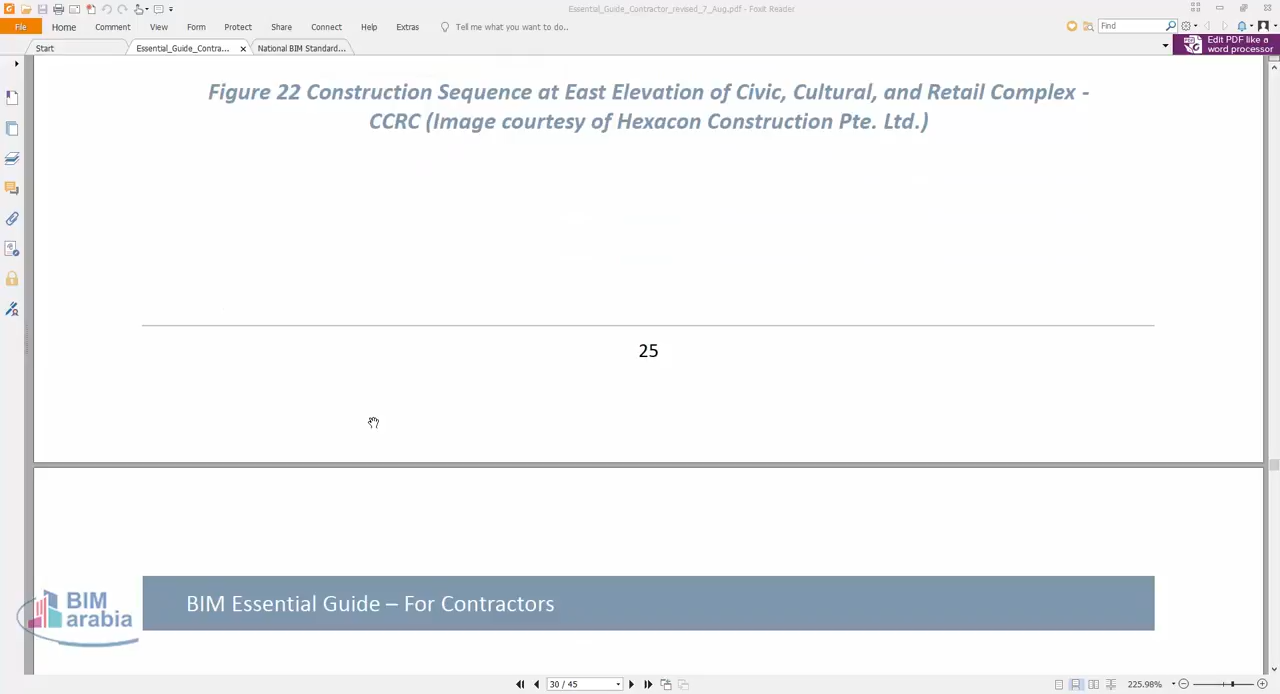 Essential_Guide_Contractor_revised_7_Aug.pdf - Foxit Reader
File Home Comment View Form Protect Share Connect Help Extras Tell me what you want to do..
Find
Edit PDF like a
word processor
Start Essential_Guide_Contra... National BIM Standard...
Figure 22 Construction Sequence at East Elevation of Civic, Cultural, and Retail Complex -
CCRC (Image courtesy of Hexacon Construction Pte. Ltd.)
25
BIM
arabia
BIM Essential Guide – For Contractors
30 / 45
225.98%